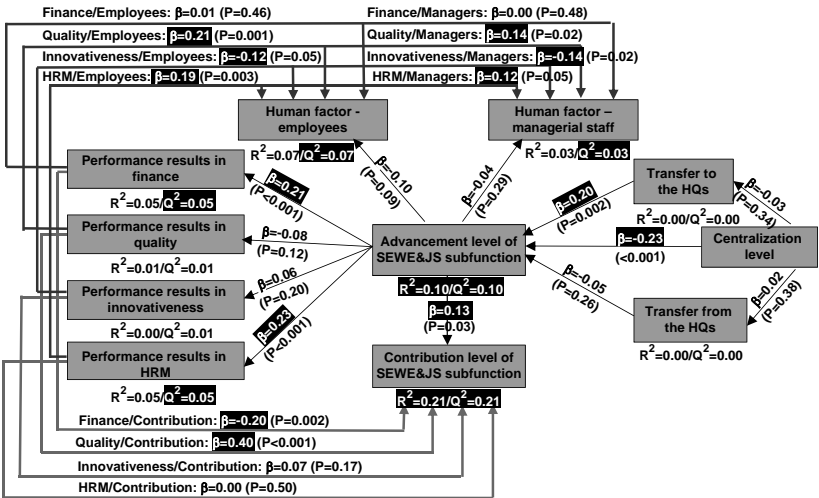 Finance/Employees: β=0.01 (P=0.46)
Finance/Managers: β=0.00 (P=0.48)
Quality/Employees: β=0.21 (P=0.001)
Quality/Managers: β=0.14 (P=0.02)
Innovativeness/Employees: β=-0.12 (P=0.05)
Innovativeness/Managers: β=-0.14 (P=0.02)
HRM/Employees: β=0.19 (P=0.003)
HRM/Managers: β=0.12 (P=0.05)
Human factor -
employees
R²=0.07/Q²=0.07
Human factor –
managerial staff
R²=0.03/Q²=0.03
Performance results in
finance
R²=0.05/Q²=0.05
β=-0.10
(P=0.09)
β=-0.04
(P=0.29)
β=0.21
(P<0.001)
Transfer to
the HQs
R²=0.00/Q²=0.00
β=0.20
(P=0.002)
β=-0.03
(P=0.34)
Performance results in
quality
R²=0.01/Q²=0.01
β=-0.08
(P=0.12)
Advancement level of
SEWE&JS subfunction
R²=0.10/Q²=0.10
β=-0.23
(<0.001)
Centralization
level
Performance results in
innovativeness
R²=0.00/Q²=0.01
β=0.06
(P=0.20)
β=-0.05
(P=0.26)
β=0.02
(P=0.38)
Transfer from
the HQs
R²=0.00/Q²=0.00
β=0.13
(P=0.03)
β=0.23
(P<0.001)
Performance results in
HRM
R²=0.05/Q²=0.05
Contribution level of
SEWE&JS subfunction
R²=0.21/Q²=0.21
Finance/Contribution: β=-0.20 (P=0.002)
Quality/Contribution: β=0.40 (P<0.001)
Innovativeness/Contribution: β=0.07 (P=0.17)
HRM/Contribution: β=0.00 (P=0.50)